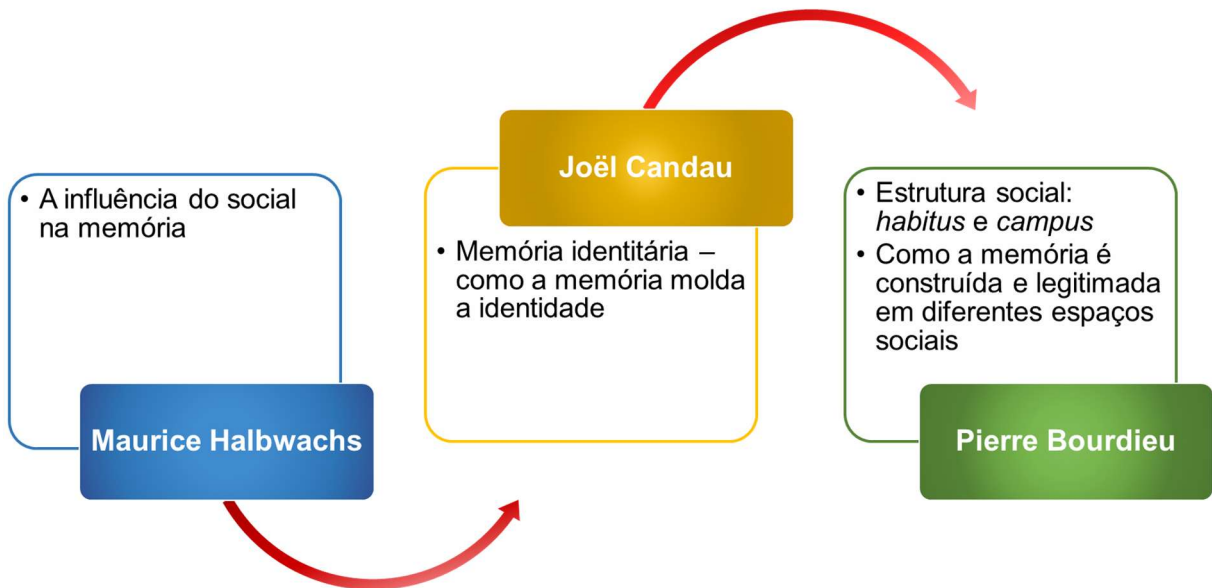 • A influência do social
na memória
Maurice Halbwachs
Joël Candau
• Memória identitária –
como a memória molda
a identidade
• Estrutura social:
habitus e campus
• Como a memória é
construída e legitimada
em diferentes espaços
sociais
Pierre Bourdieu